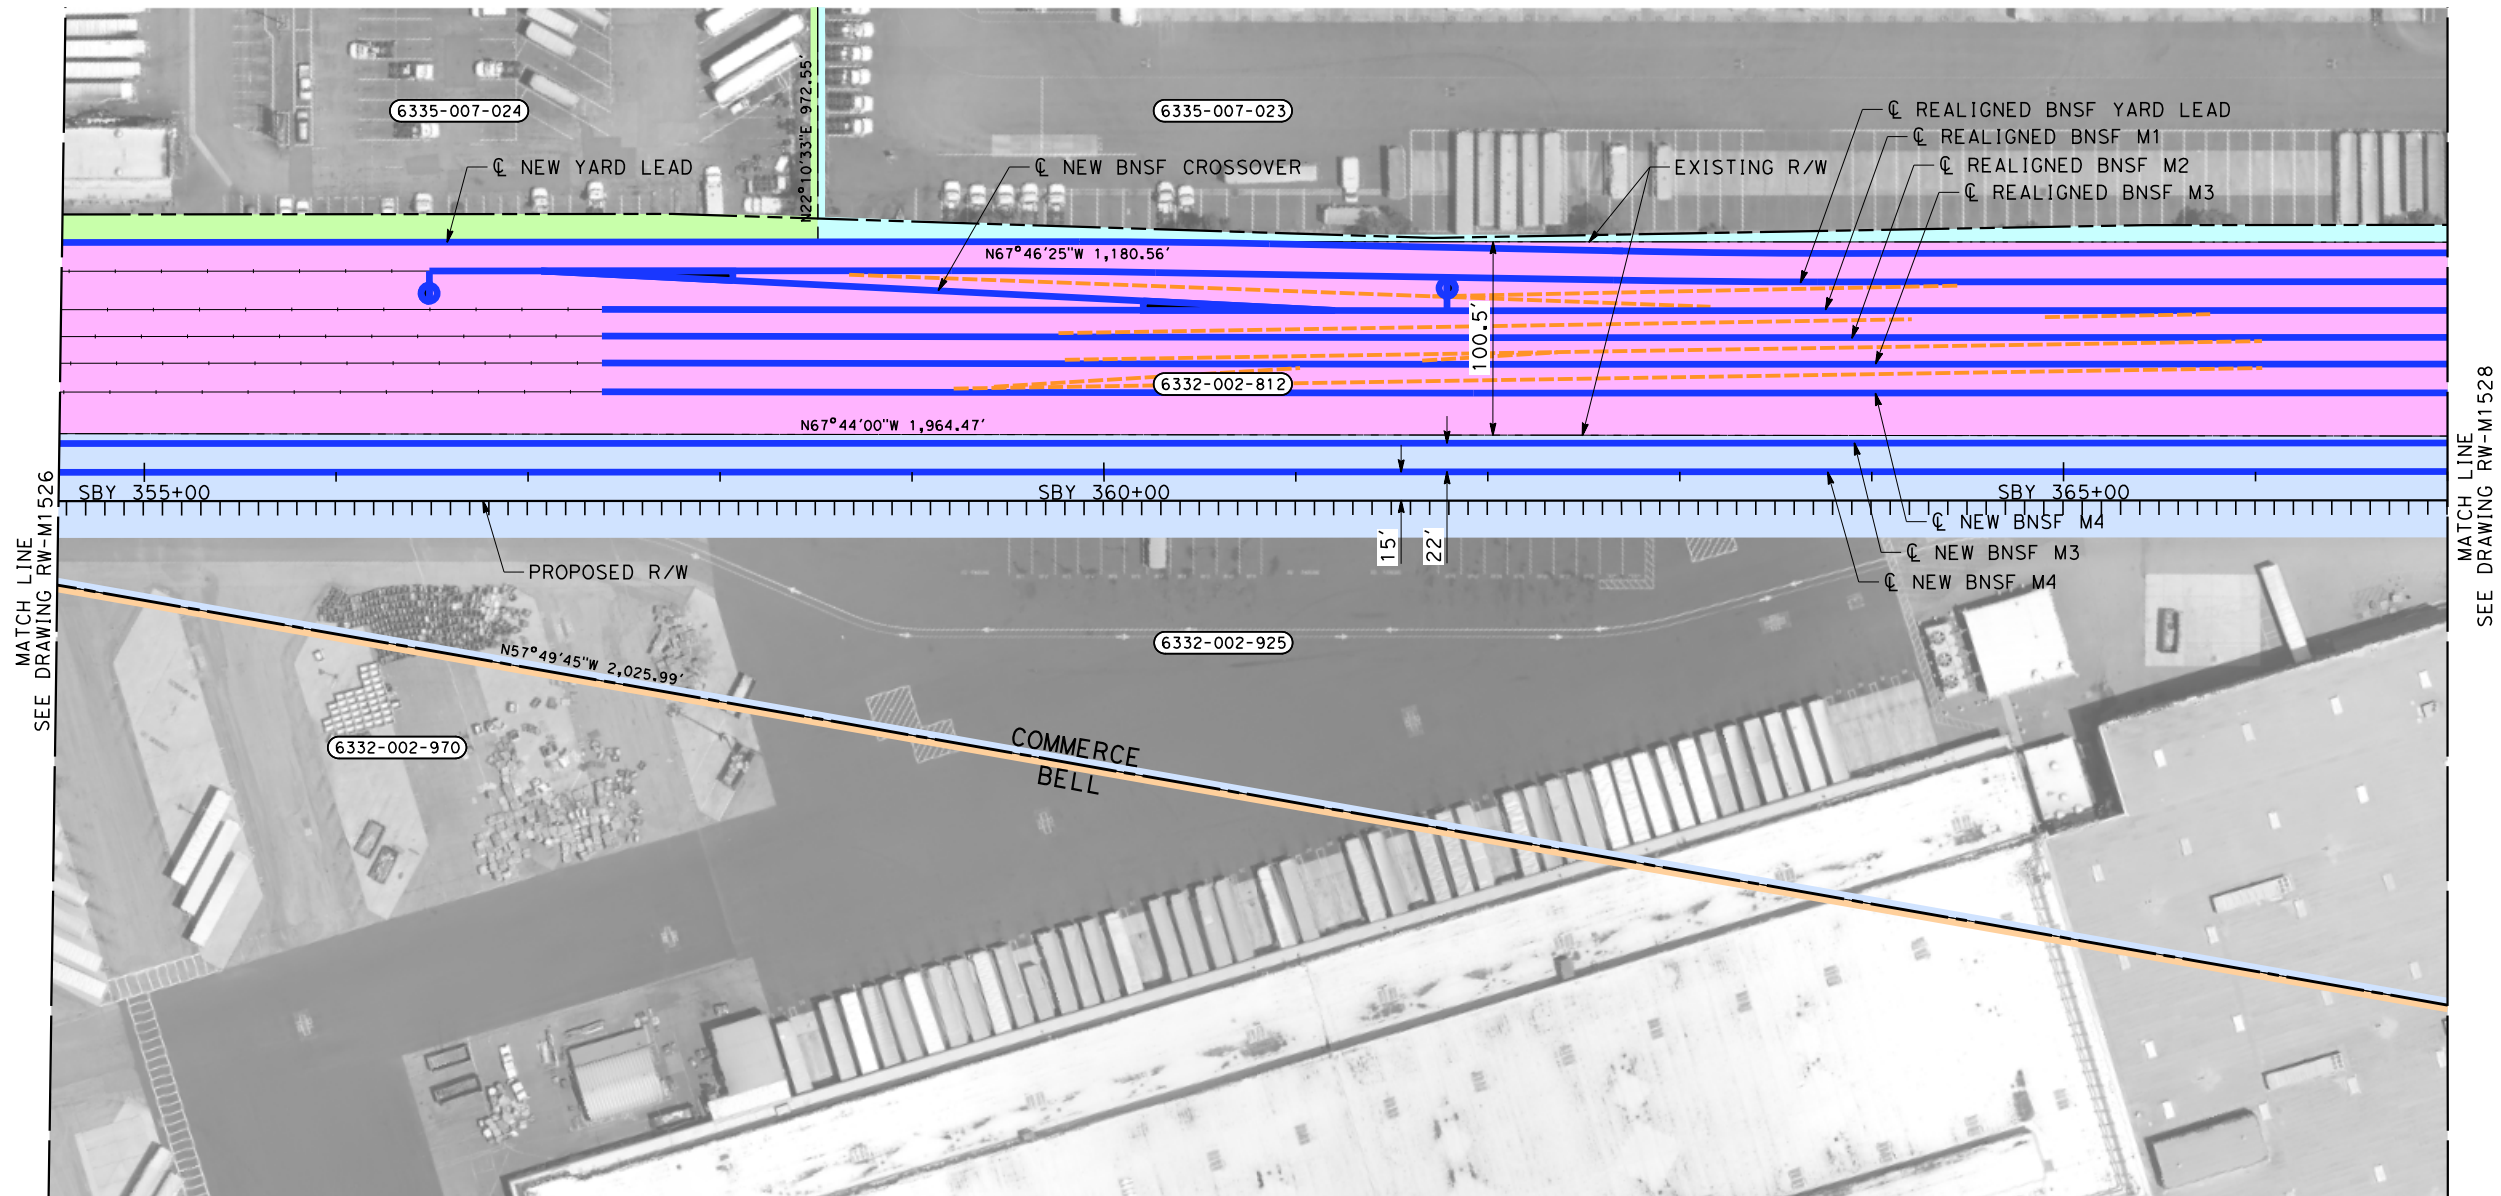 6335-007-024
6335-007-023
N22°10'33"E 972.55'
℄ NEW YARD LEAD
℄ NEW BNSF CROSSOVER
EXISTING R/W
℄ REALIGNED BNSF YARD LEAD
℄ REALIGNED BNSF M1
℄ REALIGNED BNSF M2
℄ REALIGNED BNSF M3
N67°46'25"W 1,180.56'
100.5'
6332-002-812
N67°44'00"W 1,964.47'
SBY 355+00
SBY 360+00
SBY 365+00
15'
22'
℄ NEW BNSF M4
℄ NEW BNSF M3
℄ NEW BNSF M4
PROPOSED R/W
6332-002-925
N57°49'45"W 2,025.99'
6332-002-970
COMMERCE
BELL
MATCH LINE
SEE DRAWING RW-M1526
MATCH LINE
SEE DRAWING RW-M1528